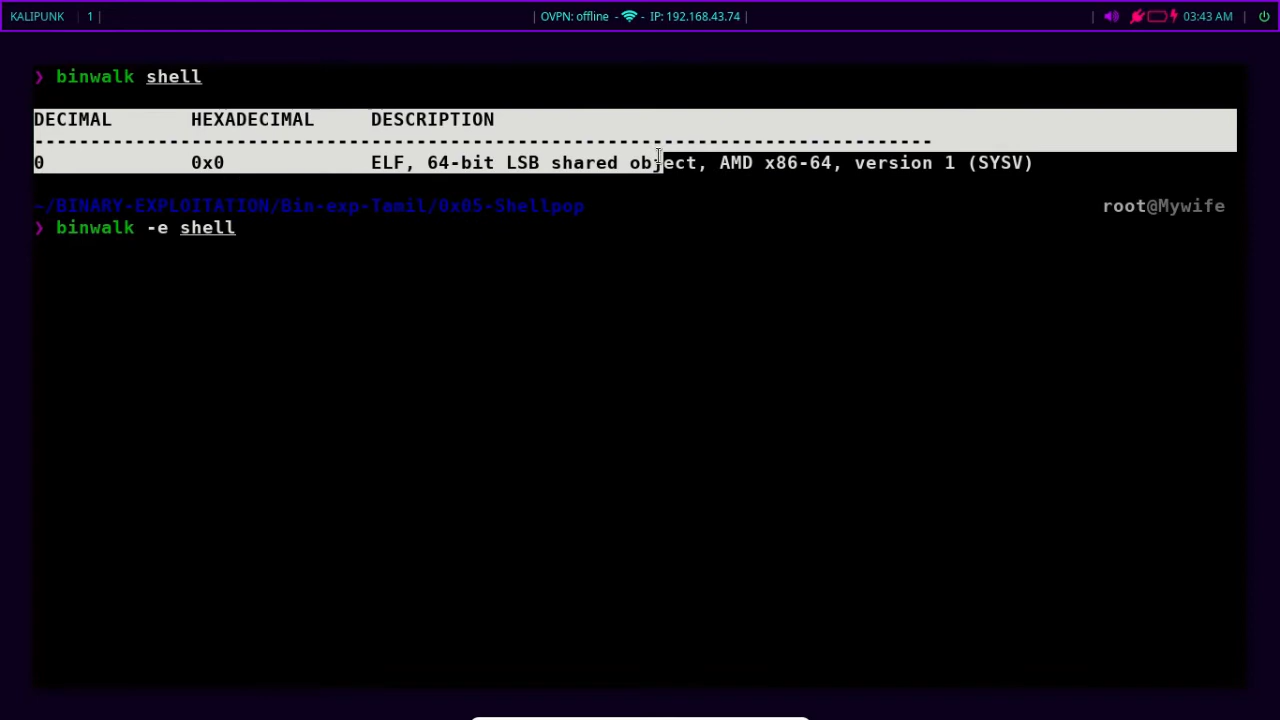 KALIPUNK | 1 | | OVPN: offline - - IP: 192.168.43.74 | | | 03:43 AM |
❯ binwalk shell
DECIMAL HEXADECIMAL DESCRIPTION
--------------------------------------------------------------------------------
0 0x0 ELF, 64-bit LSB shared object, AMD x86-64, version 1 (SYSV)
~/BINARY-EXPLOITATION/Bin-exp-Tamil/0x05-Shellpop root@Mywife
❯ binwalk -e shell